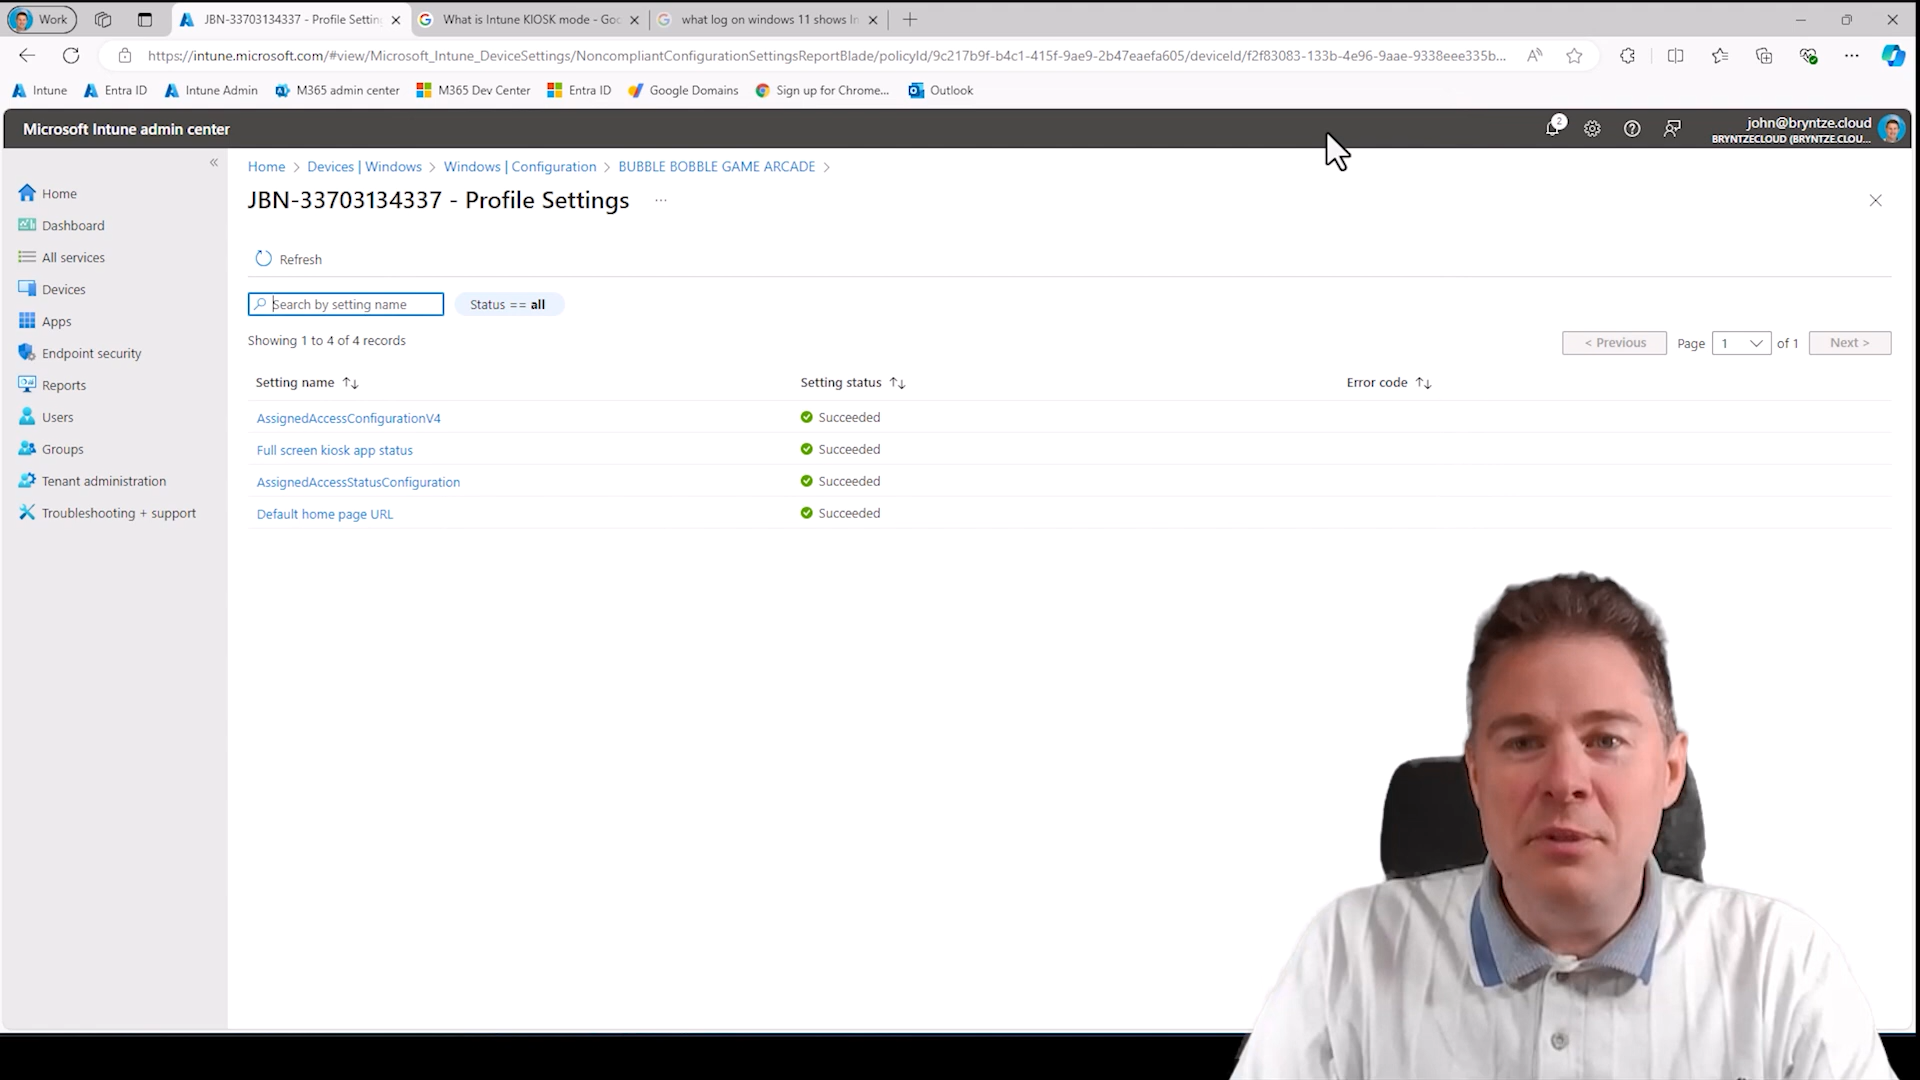 Work
JBN-33703134337 - Profile Settin
What is Intune KIOSK mode - Goo
what log on windows 11 shows In
https://intune.microsoft.com/#view/Microsoft_Intune_DeviceSettings/NoncompliantConfigurationSettingsReportBlade/policyId/9c217b9f-b4c1-415f-9ae9-2b47eaefa605/deviceId/f2f83083-133b-4e96-9aae-9338eee335b...
Intune
Entra ID
Intune Admin
M365 admin center
M365 Dev Center
Entra ID
Google Domains
Sign up for Chrome...
Outlook
Microsoft Intune admin center
2
john@bryntze.cloud
BRYNTZECLOUD (BRYNTZE.CLOU...
Home > Devices | Windows > Windows | Configuration > BUBBLE BOBBLE GAME ARCADE >
JBN-33703134337 - Profile Settings ...
Home
Dashboard
All services
Devices
Apps
Endpoint security
Reports
Users
Groups
Tenant administration
Troubleshooting + support
Refresh
Search by setting name
Status == all
Showing 1 to 4 of 4 records
< Previous Page 1 of 1 Next >
Setting name Setting status Error code
AssignedAccessConfigurationV4 Succeeded
Full screen kiosk app status Succeeded
AssignedAccessStatusConfiguration Succeeded
Default home page URL Succeeded